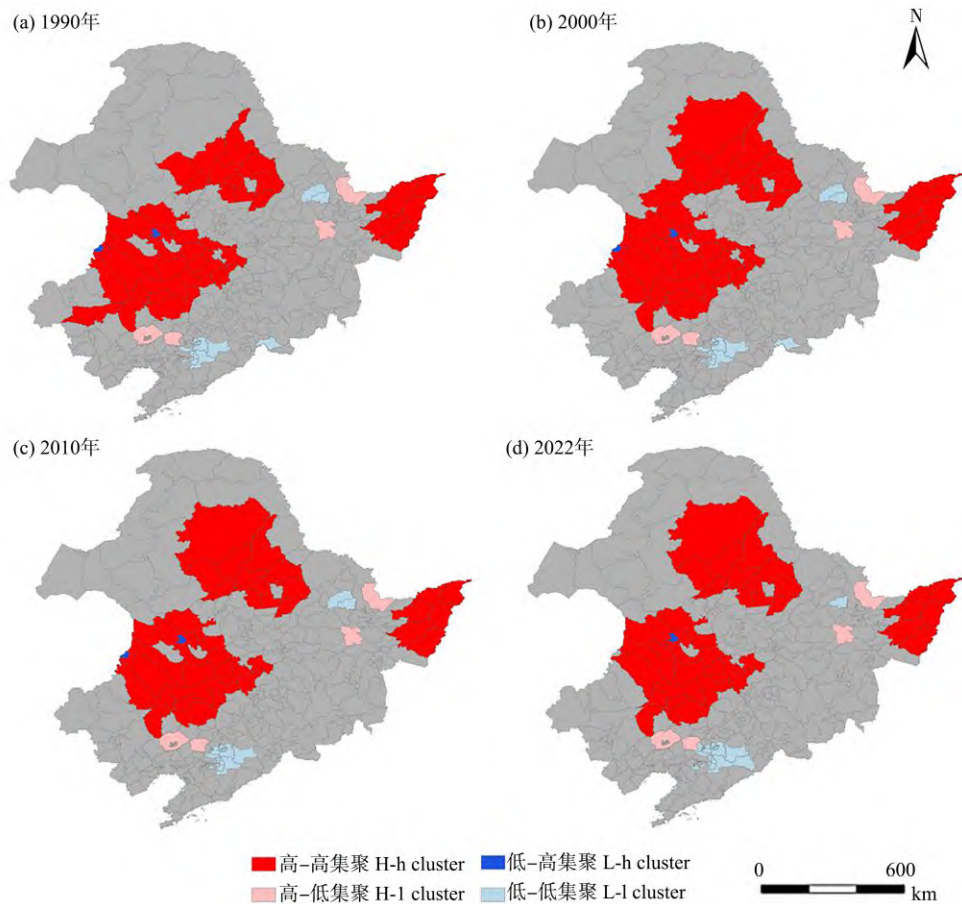 (a) 1990年
(b) 2000年
N
(c) 2010年
(d) 2022年
高–高集聚 H-h cluster
低–高集聚 L-h cluster
高–低集聚 H-1 cluster
低–低集聚 L-l cluster
0 600
km